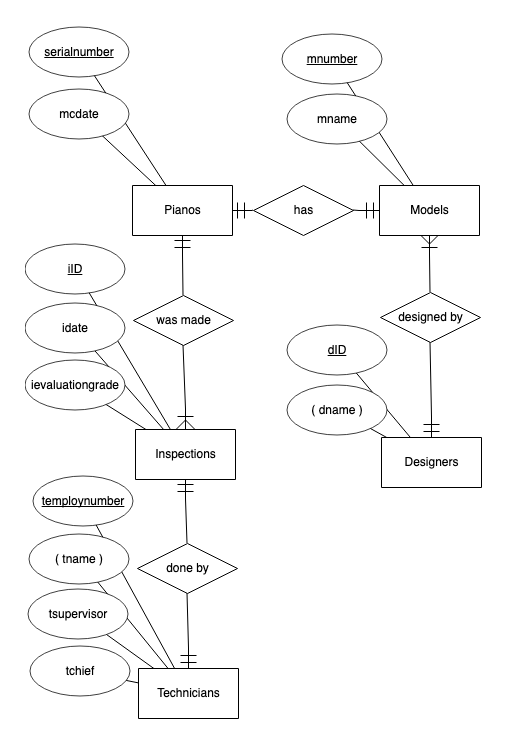 serialnumber
mcdate
mnumber
mname
Pianos
has
Models
iID
idate
ievaluationgrade
was made
designed by
dID
( dname )
Inspections
Designers
temploynumber
( tname )
tsupervisor
tchief
done by
Technicians